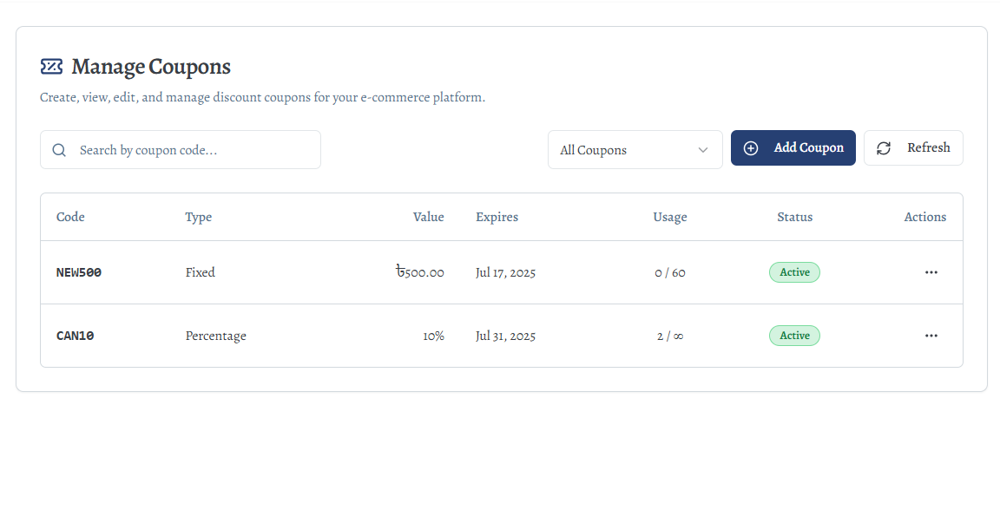 Manage Coupons
Create, view, edit, and manage discount coupons for your e-commerce platform.
Search by coupon code... All Coupons Add Coupon Refresh
Code Type Value Expires Usage Status Actions
NEW500 Fixed ৳500.00 Jul 17, 2025 0 / 60 Active ···
CAN10 Percentage 10% Jul 31, 2025 2 / ∞ Active ···